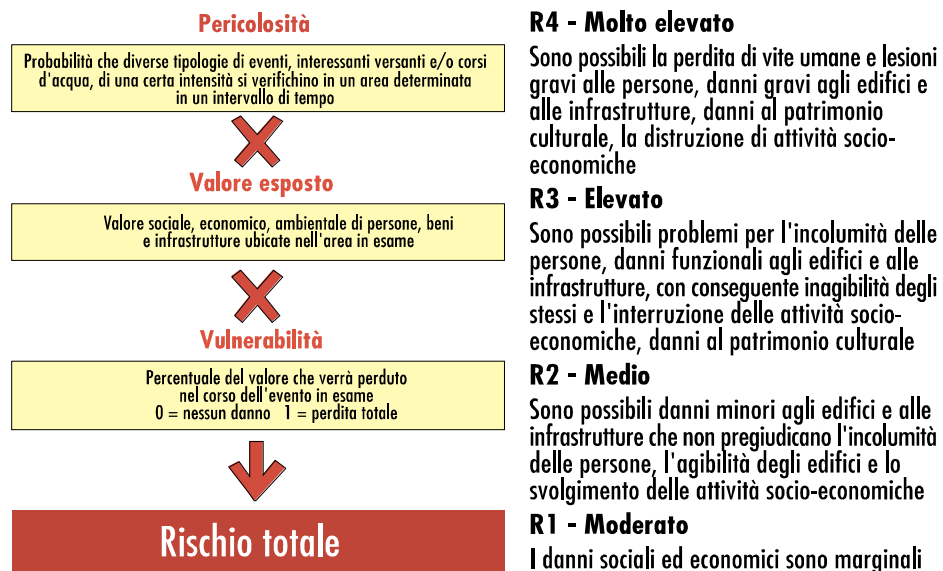 Pericolosità
Probabilità che diverse tipologie di eventi, interessanti versanti e/o corsi
d'acqua, di una certa intensità si verifichino in un area determinata
in un intervallo di tempo
Valore esposto
Valore sociale, economico, ambientale di persone, beni
e infrastrutture ubicate nell'area in esame
Vulnerabilità
Percentuale del valore che verrà perduto
nel corso dell'evento in esame
0 = nessun danno 1 = perdita totale
Rischio totale
R4 - Molto elevato
Sono possibili la perdita di vite umane e lesioni
gravi alle persone, danni gravi agli edifici e
alle infrastrutture, danni al patrimonio
culturale, la distruzione di attività socio-
economiche
R3 - Elevato
Sono possibili problemi per l'incolumità delle
persone, danni funzionali agli edifici e alle
infrastrutture, con conseguente inagibilità degli
stessi e l'interruzione delle attività socio-
economiche, danni al patrimonio culturale
R2 - Medio
Sono possibili danni minori agli edifici e alle
infrastrutture che non pregiudicano l'incolumità
delle persone, l'agibilità degli edifici e lo
svolgimento delle attività socio-economiche
R1 - Moderato
I danni sociali ed economici sono marginali